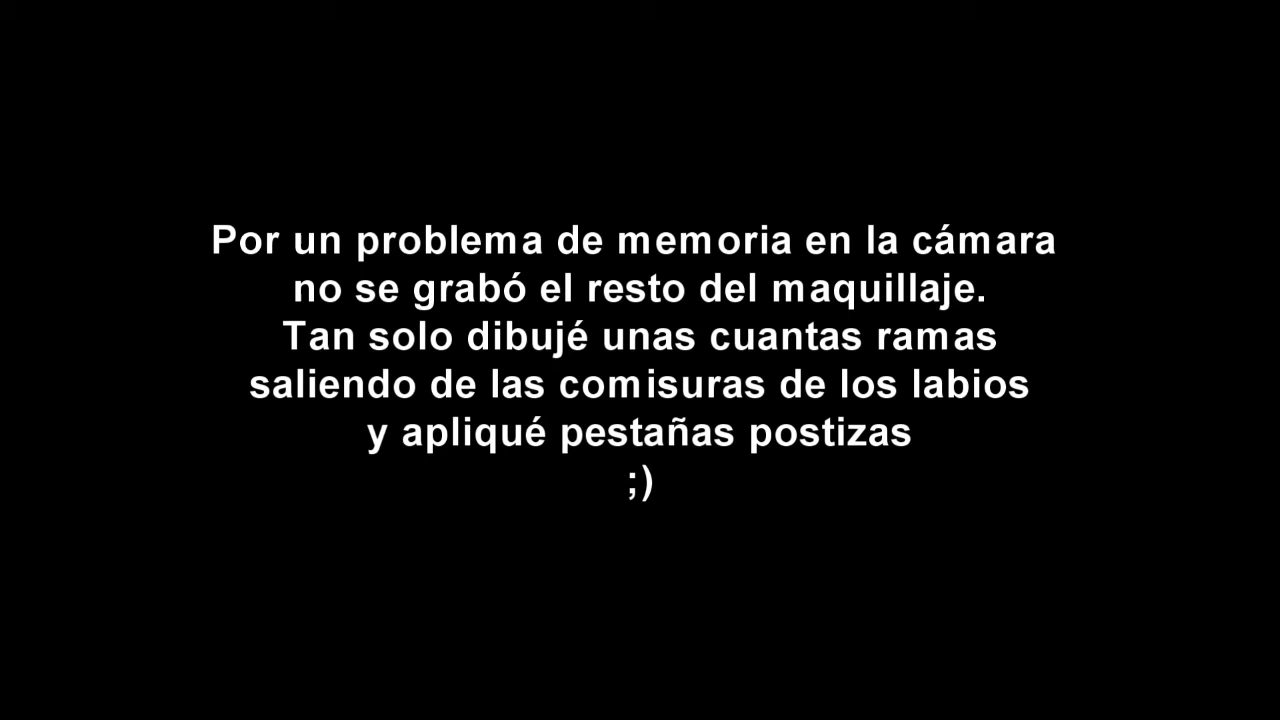 Por un problema de memoria en la cámara
no se grabó el resto del maquillaje.
Tan solo dibujé unas cuantas ramas
saliendo de las comisuras de los labios
y apliqué pestañas postizas
;)